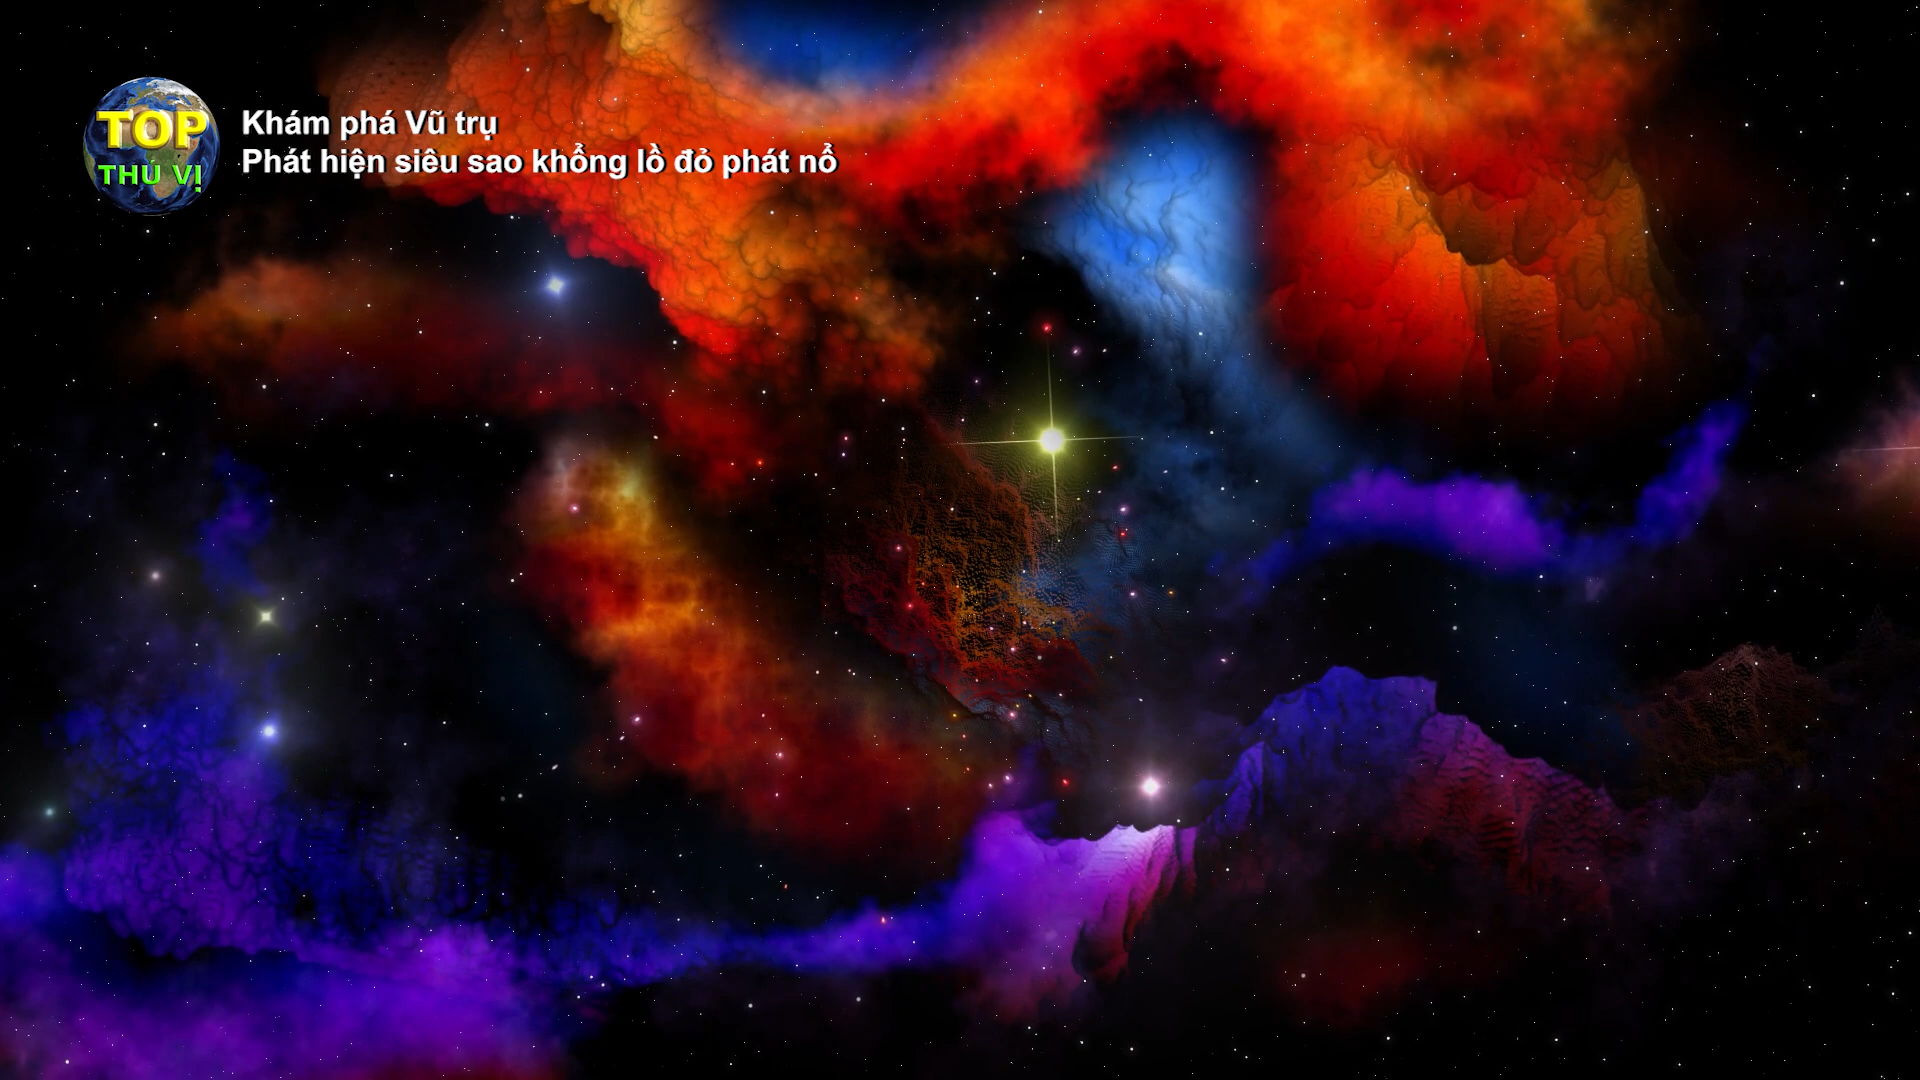 TOP
THÚ VỊ
Khám phá Vũ trụ
Phát hiện siêu sao khổng lồ đỏ phát nổ